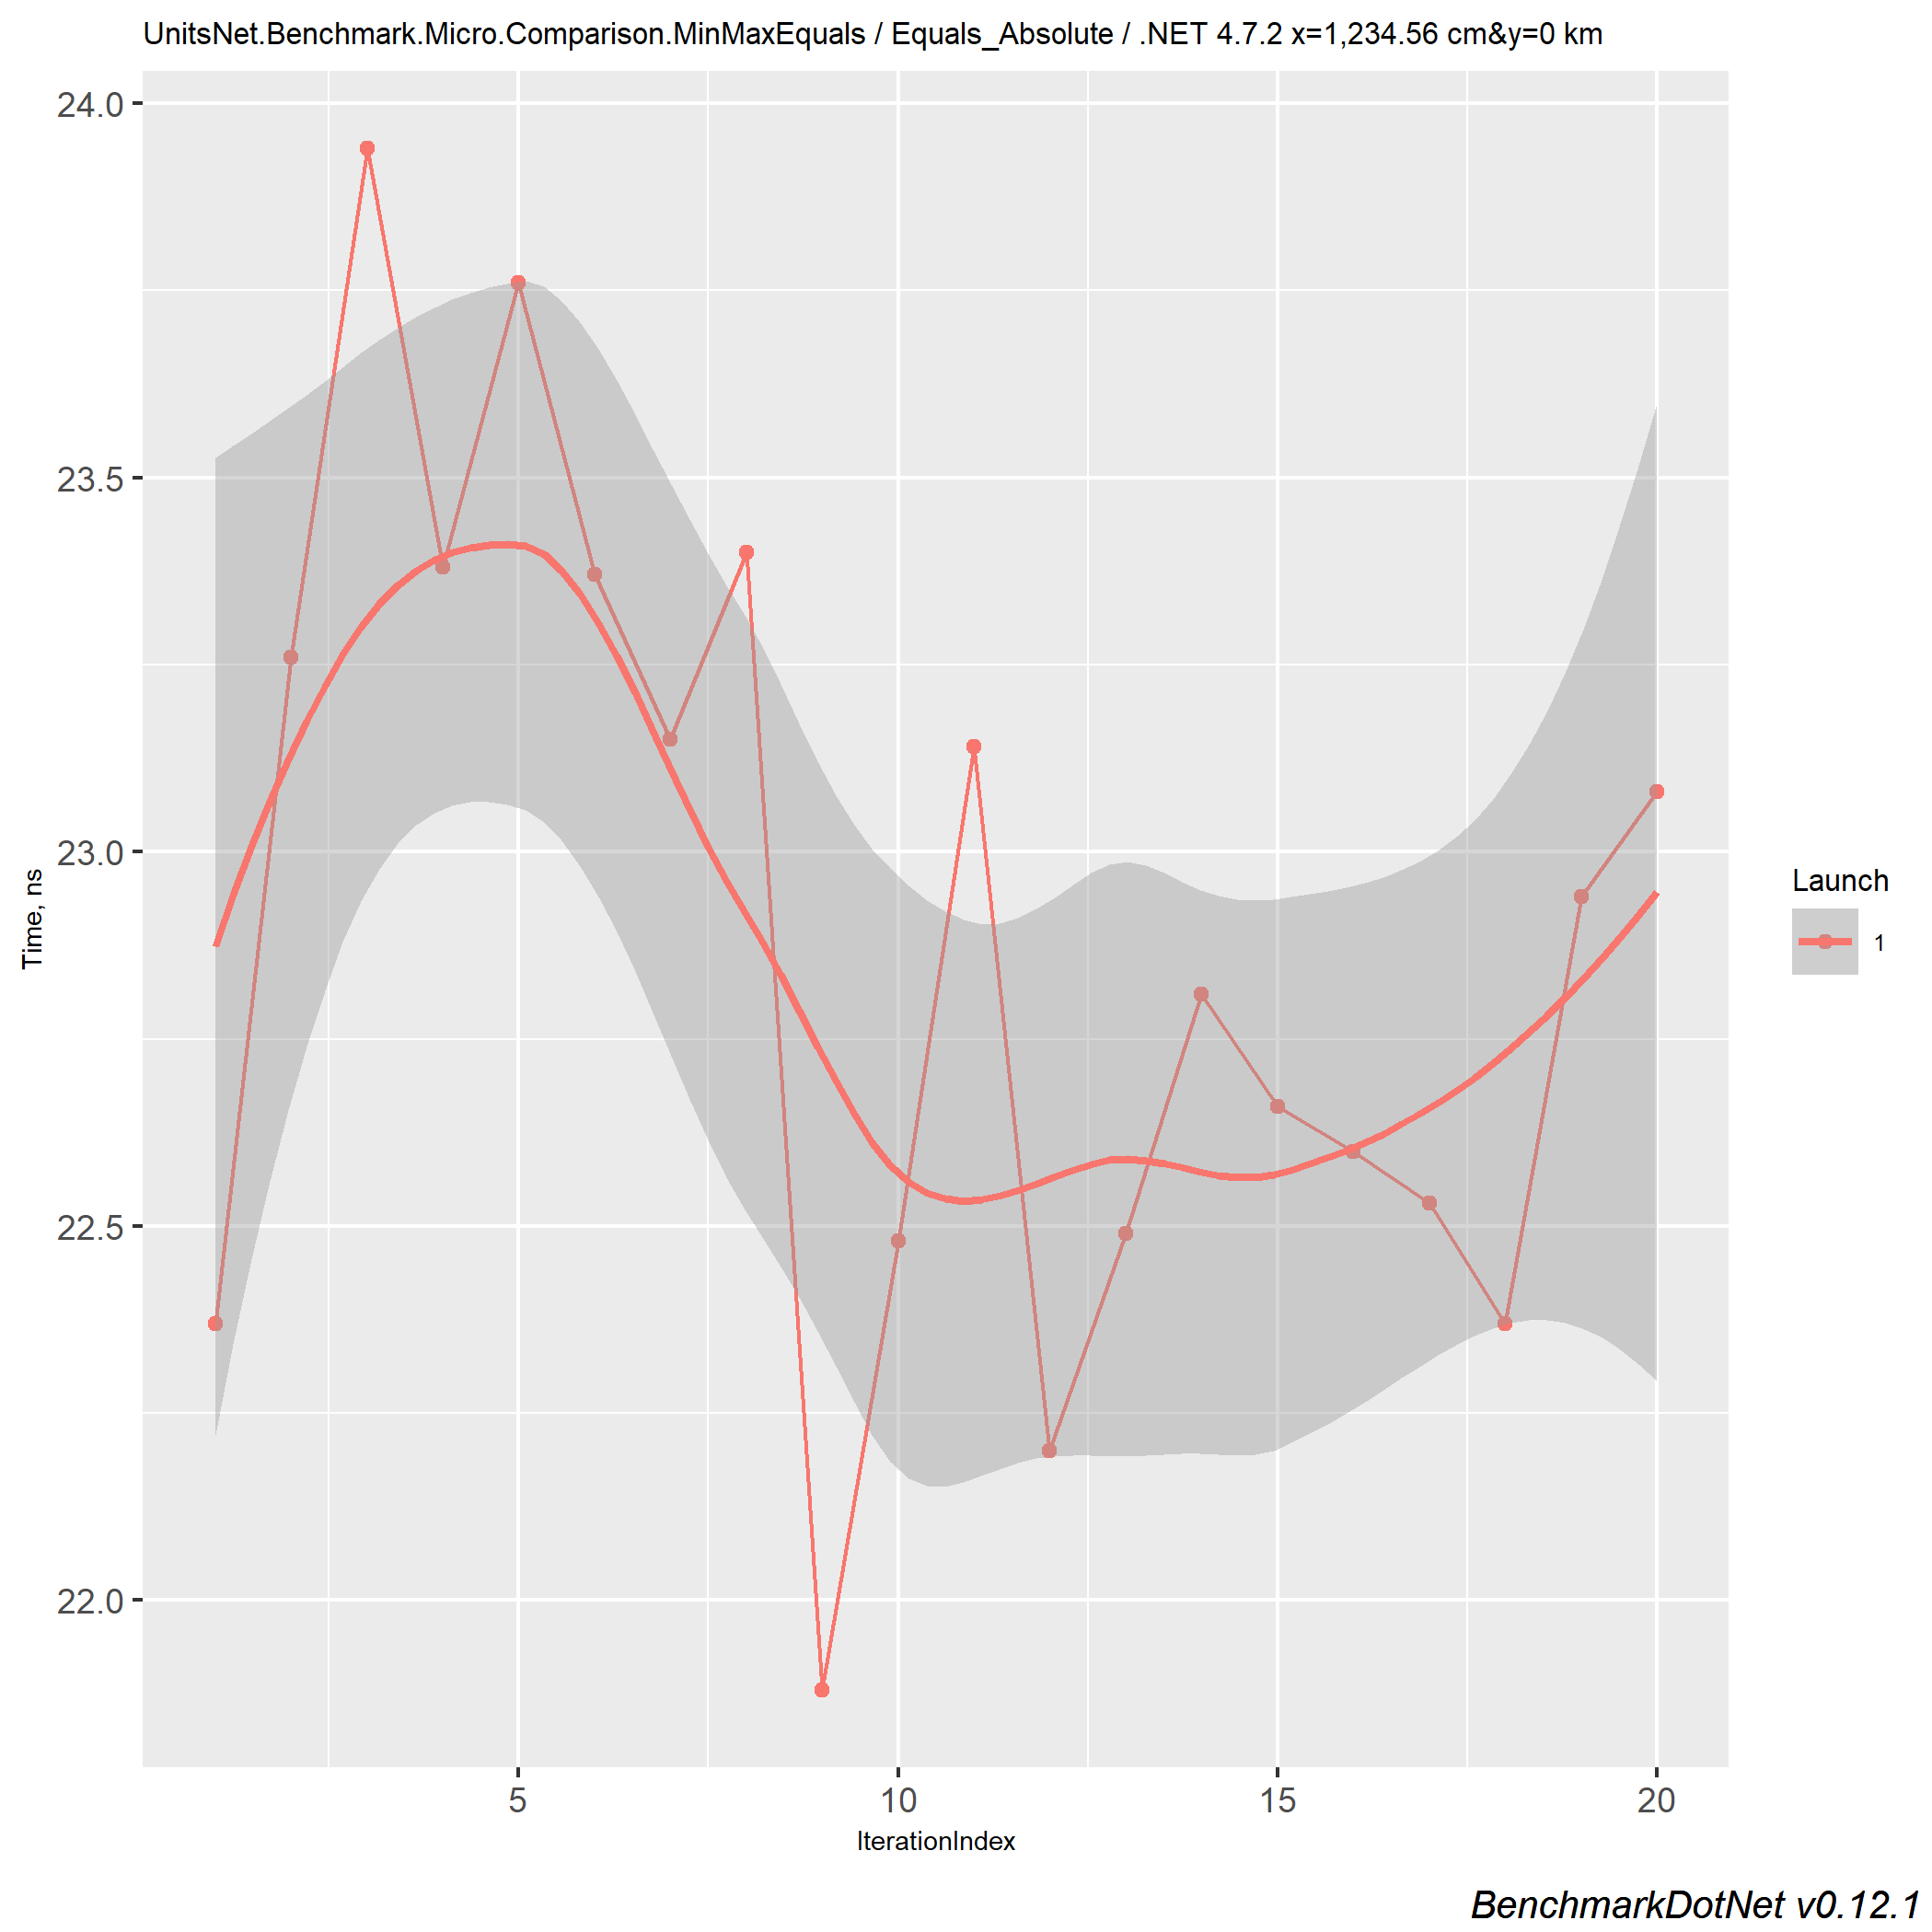 UnitsNet.Benchmark.Micro.Comparison.MinMaxEquals / Equals_Absolute / .NET 4.7.2 x=1,234.56 cm&y=0 km
24.0
23.5
23.0
22.5
22.0
Time, ns
5 10 15 20
IterationIndex
Launch
1
BenchmarkDotNet v0.12.1